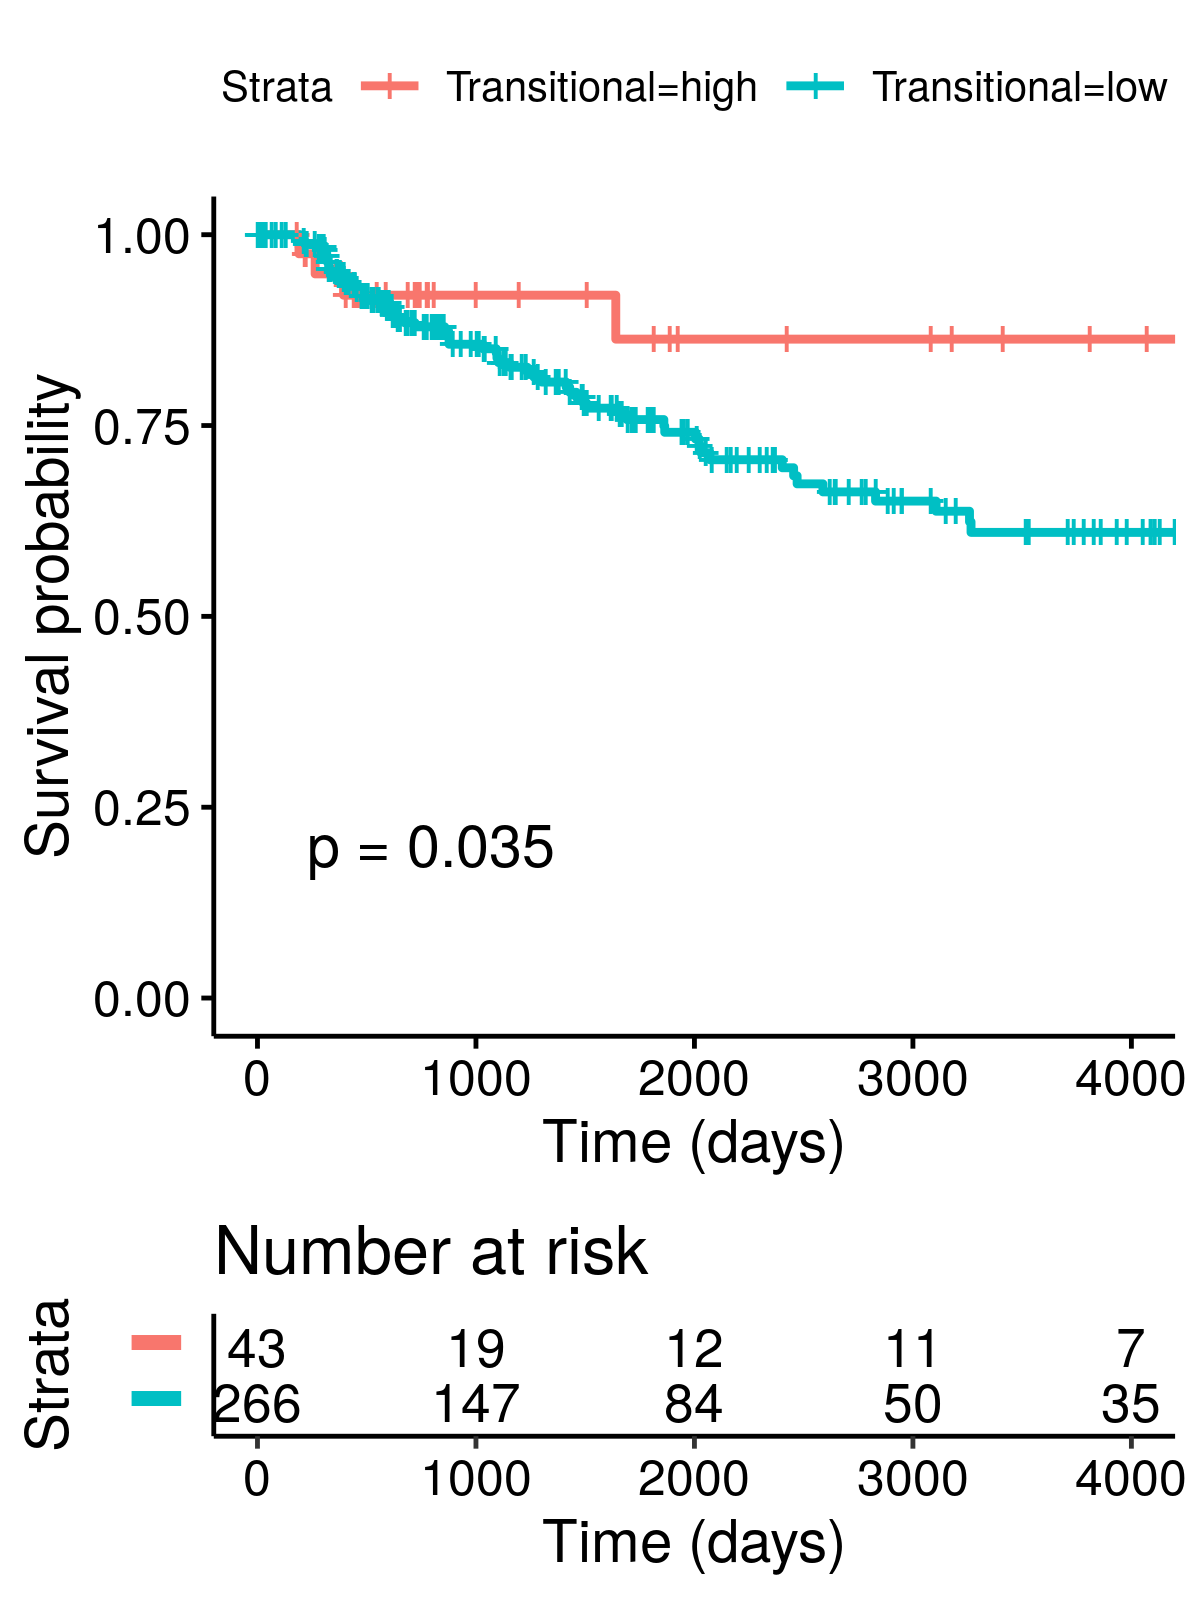 Strata Transitional=high Transitional=low
1.00
0.75
0.50
0.25
0.00
Survival probability
p = 0.035
0 1000 2000 3000 4000
Time (days)
Number at risk
Strata
43 19 12 11 7
266 147 84 50 35
0 1000 2000 3000 4000
Time (days)